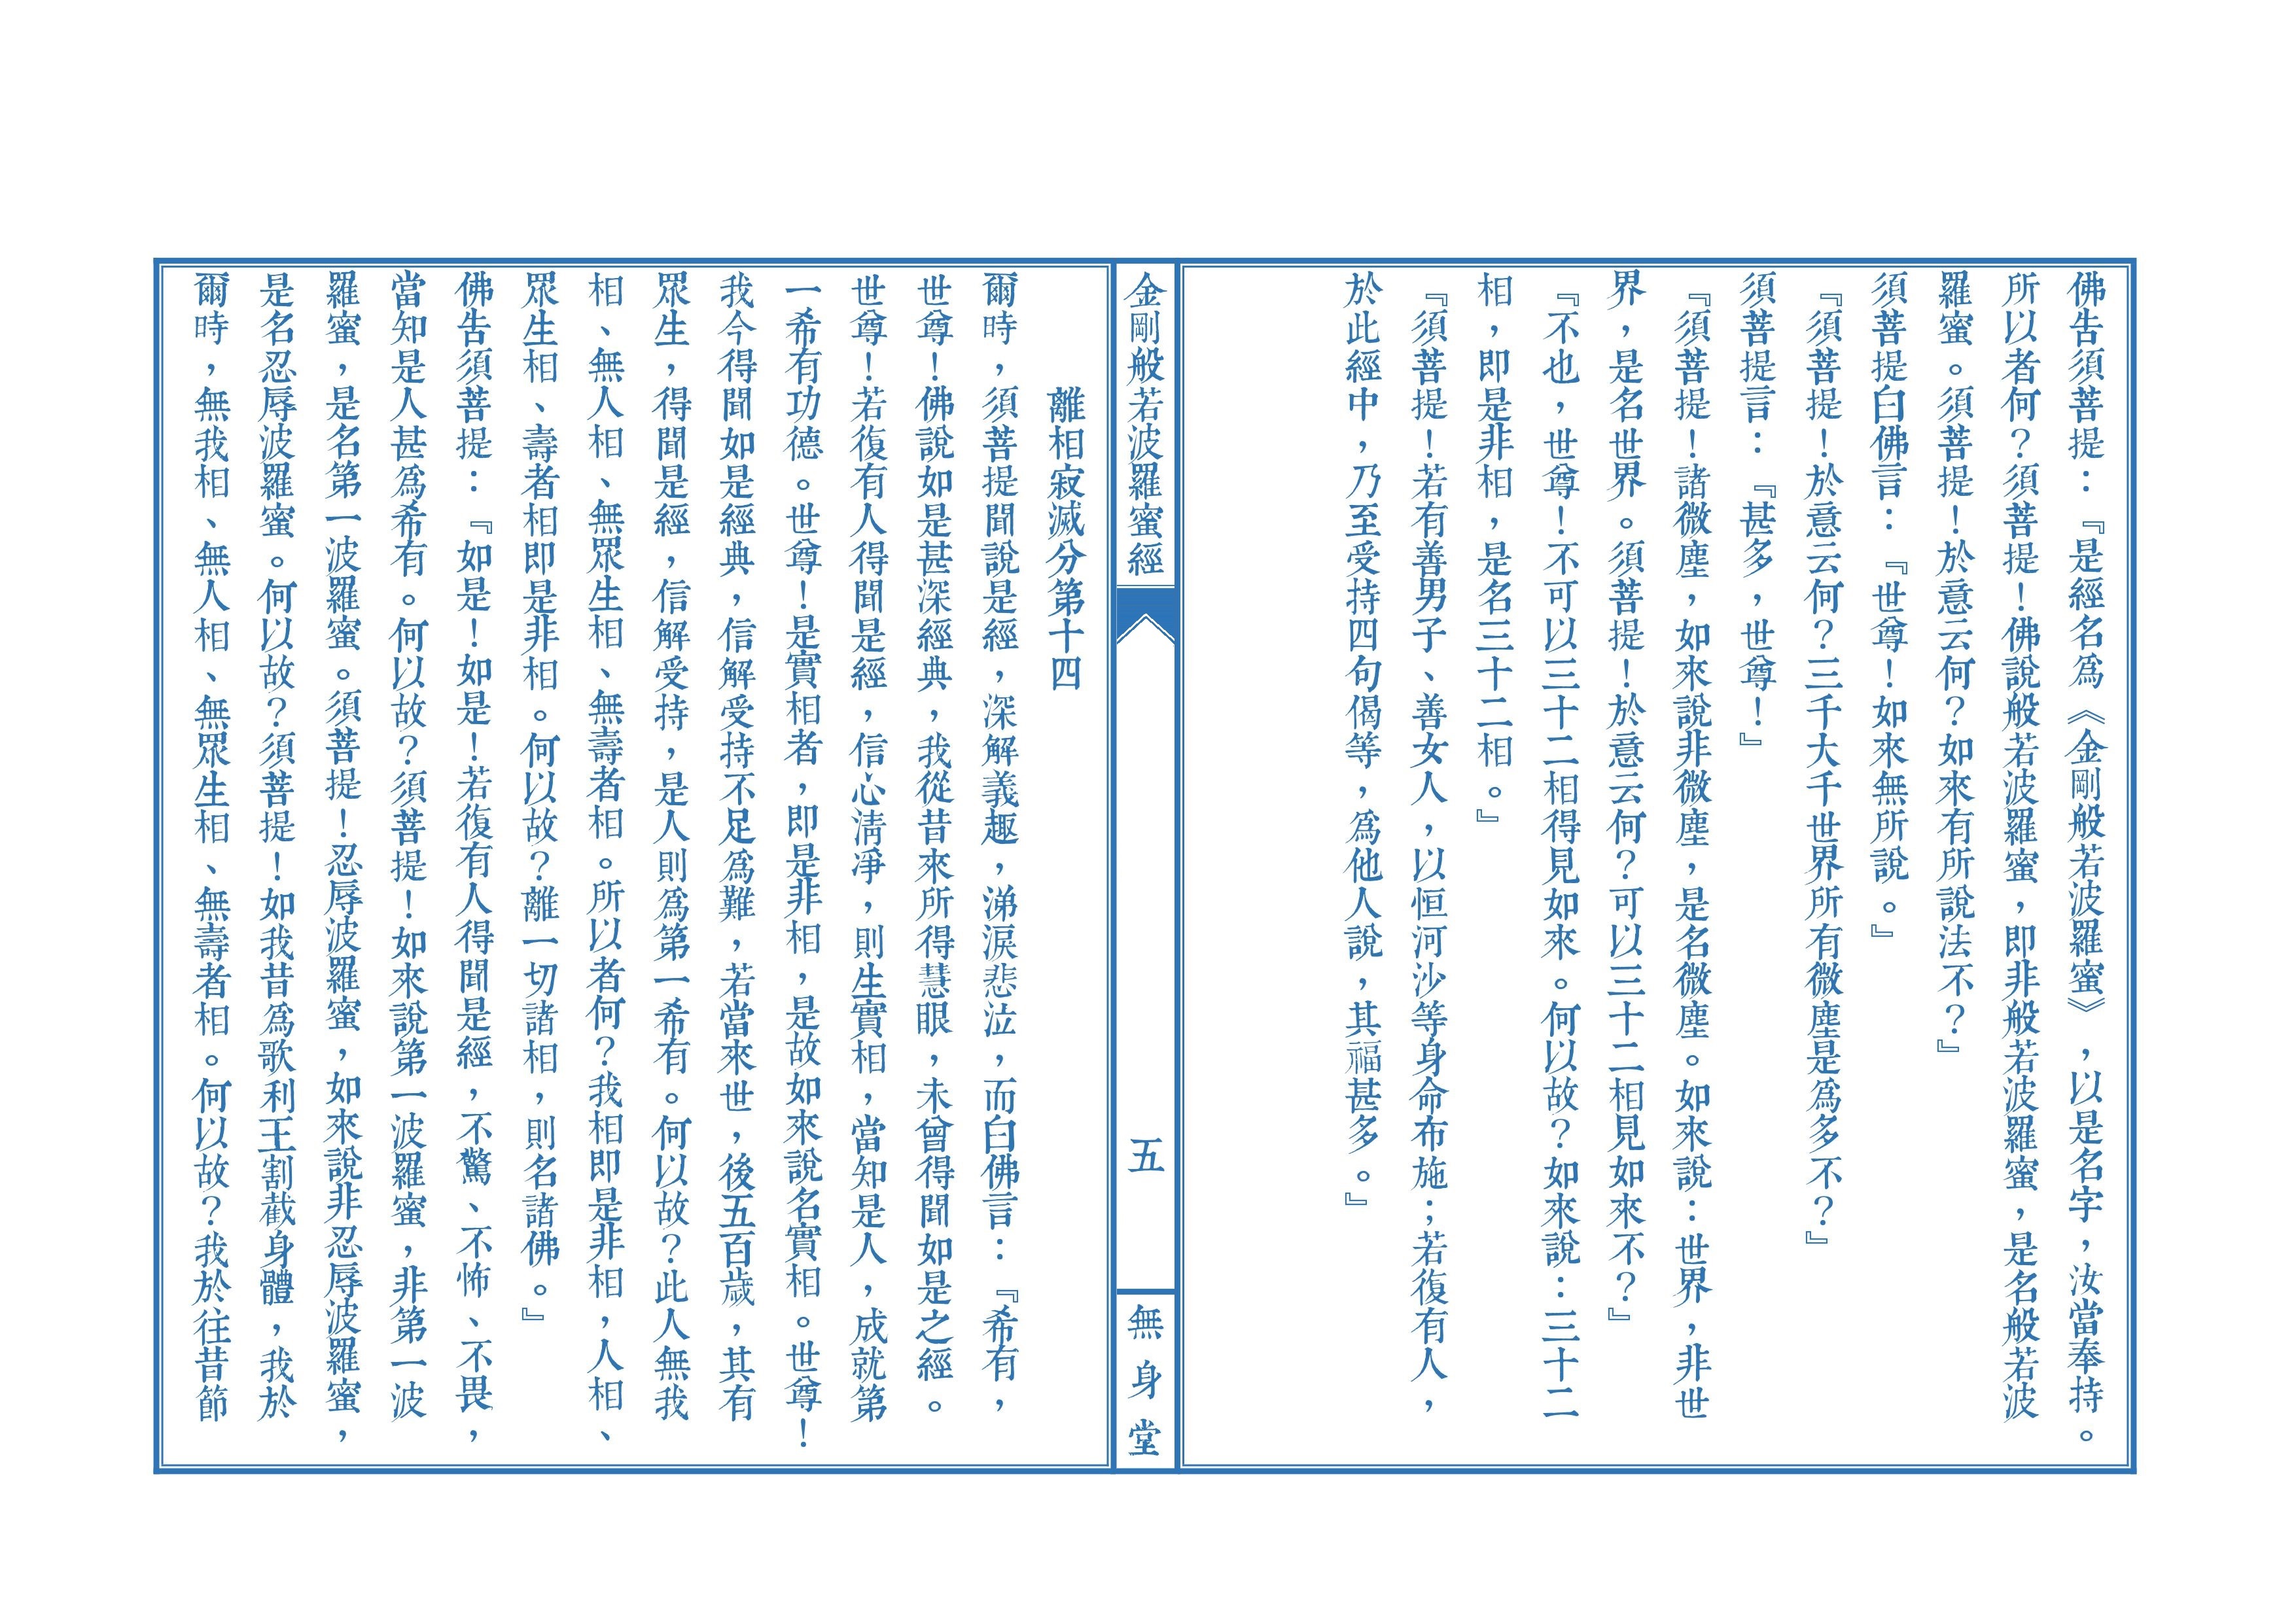 佛告須菩提：『是經名為《金剛般若波羅蜜》，以是名字，汝當奉持。
所以者何？須菩提！佛說般若波羅蜜，即非般若波羅蜜，是名般若波
羅蜜。須菩提！於意云何？如來有所說法不？』
須菩提白佛言：『世尊！如來無所說。』
『須菩提！於意云何？三千大千世界所有微塵是為多不？』
須菩提言：『甚多，世尊！』
『須菩提！諸微塵，如來說非微塵，是名微塵。如來說：世界，非世
界，是名世界。須菩提！於意云何？可以三十二相見如來不？』
『不也，世尊！不可以三十二相得見如來。何以故？如來說：三十二
相，即是非相，是名三十二相。』
『須菩提！若有善男子、善女人，以恒河沙等身命布施；若復有人，
於此經中，乃至受持四句偈等，為他人說，其福甚多。』
金剛般若波羅蜜經
五
無身堂
離相寂滅分第十四
爾時，須菩提聞說是經，深解義趣，涕淚悲泣，而白佛言：『希有，
世尊！佛說如是甚深經典，我從昔來所得慧眼，未曾得聞如是之經。
世尊！若復有人得聞是經，信心清凈，則生實相，當知是人，成就第
一希有功德。世尊！是實相者，即是非相，是故如來說名實相。世尊！
我今得聞如是經典，信解受持不足為難，若當來世，後五百歲，其有
眾生，得聞是經，信解受持，是人則為第一希有。何以故？此人無我
相、無人相、無眾生相、無壽者相。所以者何？我相即是非相，人相、
眾生相、壽者相即是非相。何以故？離一切諸相，則名諸佛。』
佛告須菩提：『如是！如是！若復有人得聞是經，不驚、不怖、不畏，
當知是人甚為希有。何以故？須菩提！如來說第一波羅蜜，非第一波
羅蜜，是名第一波羅蜜。須菩提！忍辱波羅蜜，如來說非忍辱波羅蜜，
是名忍辱波羅蜜。何以故？須菩提！如我昔為歌利王割截身體，我於
爾時，無我相、無人相、無眾生相、無壽者相。何以故？我於往昔節